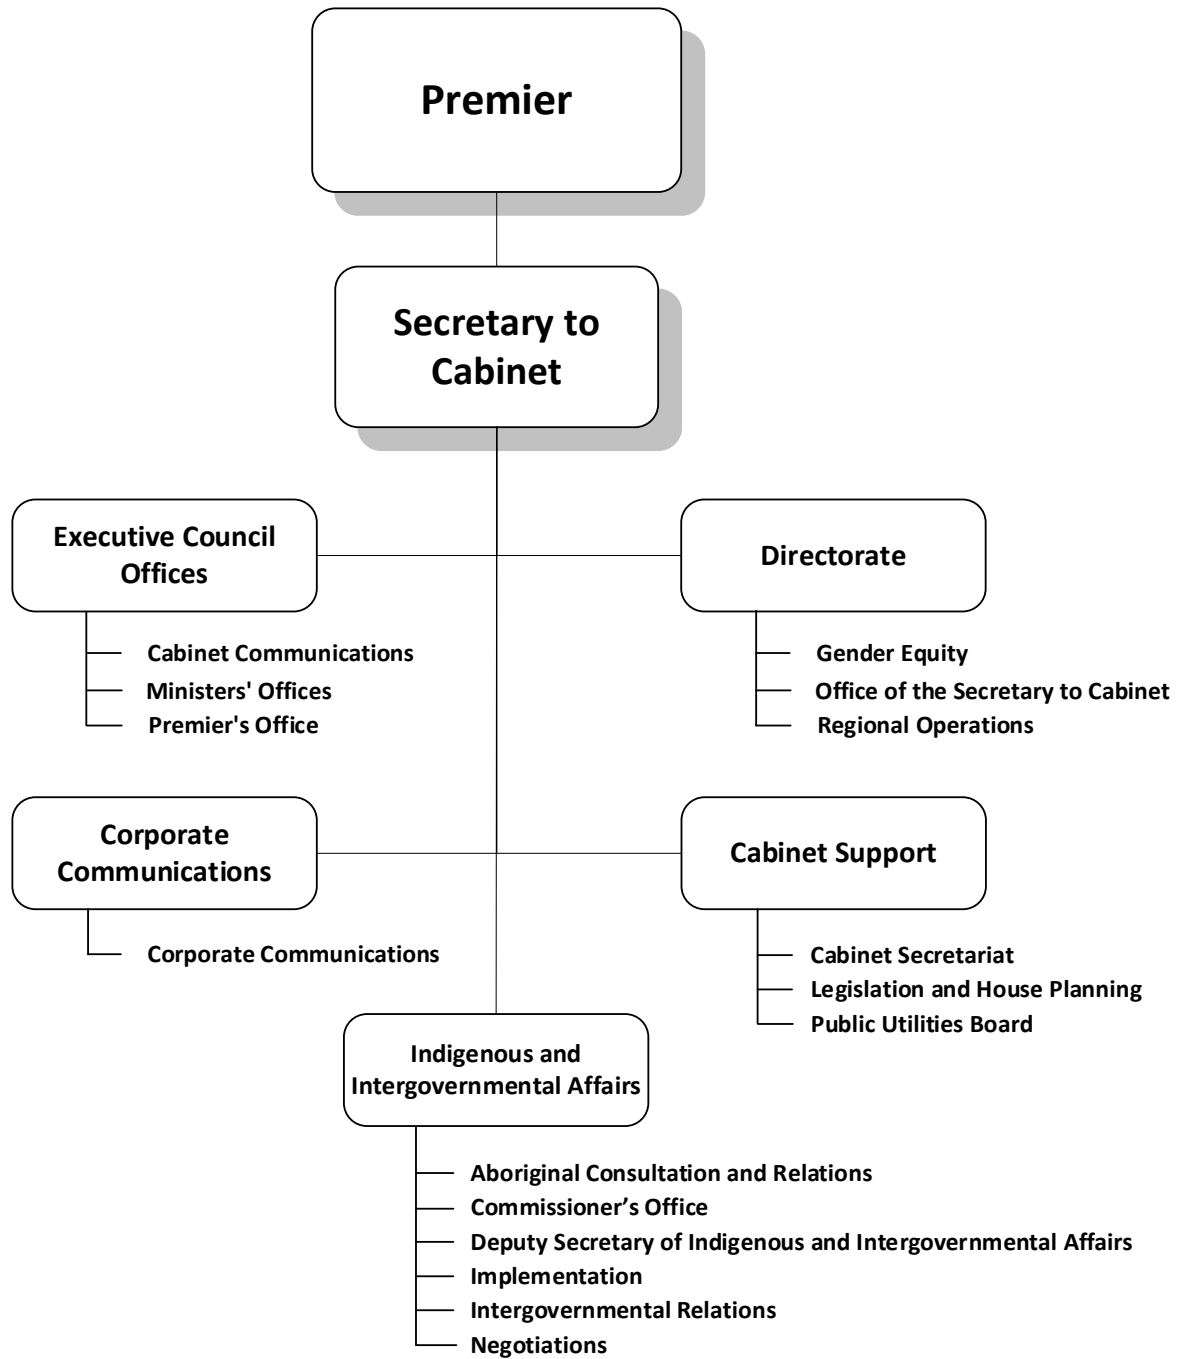 Premier
Secretary to
Cabinet
Executive Council
Offices
Cabinet Communications
Ministers' Offices
Premier's Office
Directorate
Gender Equity
Office of the Secretary to Cabinet
Regional Operations
Corporate
Communications
Corporate Communications
Cabinet Support
Cabinet Secretariat
Legislation and House Planning
Public Utilities Board
Indigenous and
Intergovernmental Affairs
Aboriginal Consultation and Relations
Commissioner’s Office
Deputy Secretary of Indigenous and Intergovernmental Affairs
Implementation
Intergovernmental Relations
Negotiations